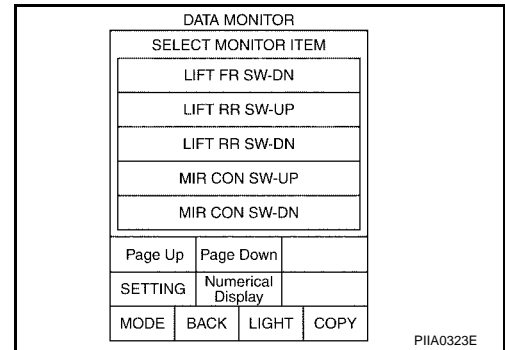 DATA MONITOR
SELECT MONITOR ITEM
LIFT FR SW-DN
LIFT RR SW-UP
LIFT RR SW-DN
MIR CON SW-UP
MIR CON SW-DN
Page Up Page Down
SETTING Numerical
Display
MODE BACK LIGHT COPY
PIIA0323E